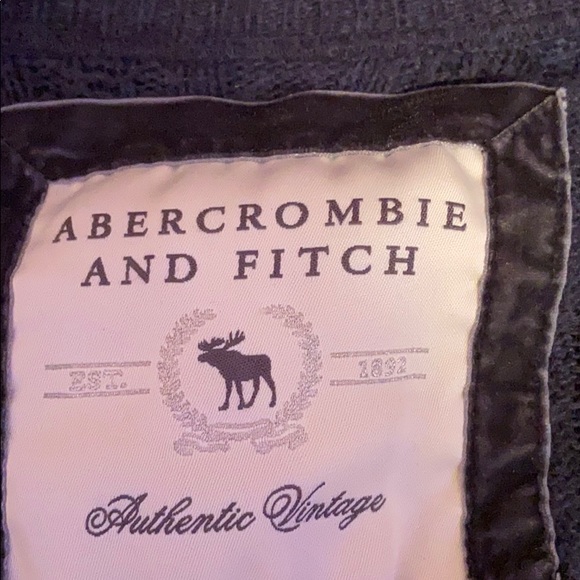 ABERCROMBIE
AND FITCH
EST. 1892
Authentic Vintage